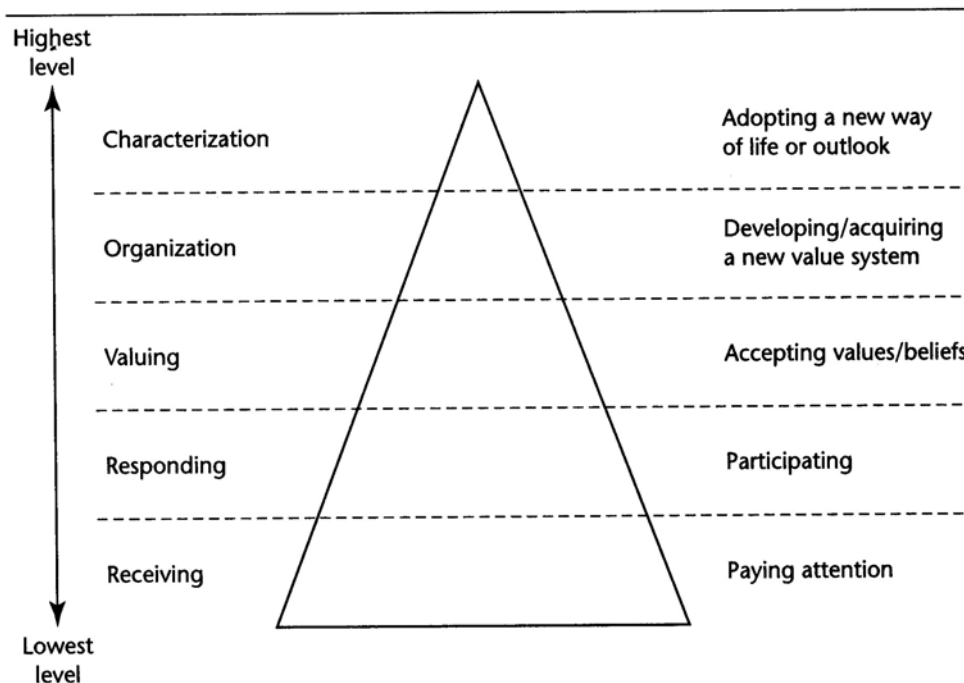 Highest
level
Characterization
Adopting a new way
of life or outlook
Organization
Developing/acquiring
a new value system
Valuing
Accepting values/beliefs
Responding
Participating
Receiving
Paying attention
Lowest
level